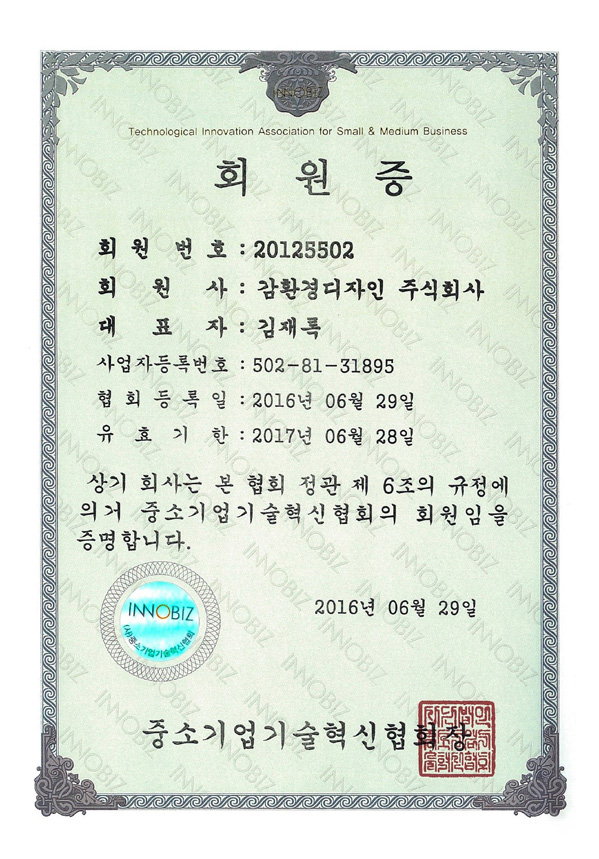 INNOBIZ
Technological Innovation Association for Small & Medium Business
회 원 증
회 원 번 호 : 20125502
회 원 사 : 감환경디자인 주식회사
대 표 자 : 김재록
사업자등록번호 : 502-81-31895
협 회 등 록 일 : 2016년 06월 29일
유 효 기 한 : 2017년 06월 28일
상기 회사는 본 협회 정관 제 6조의 규정에
의거 중소기업기술혁신협회의 회원임을
증명합니다.
INNOBIZ
(사)중소기업기술혁신협회
2016년 06월 29일
중소기업기술혁신협회장